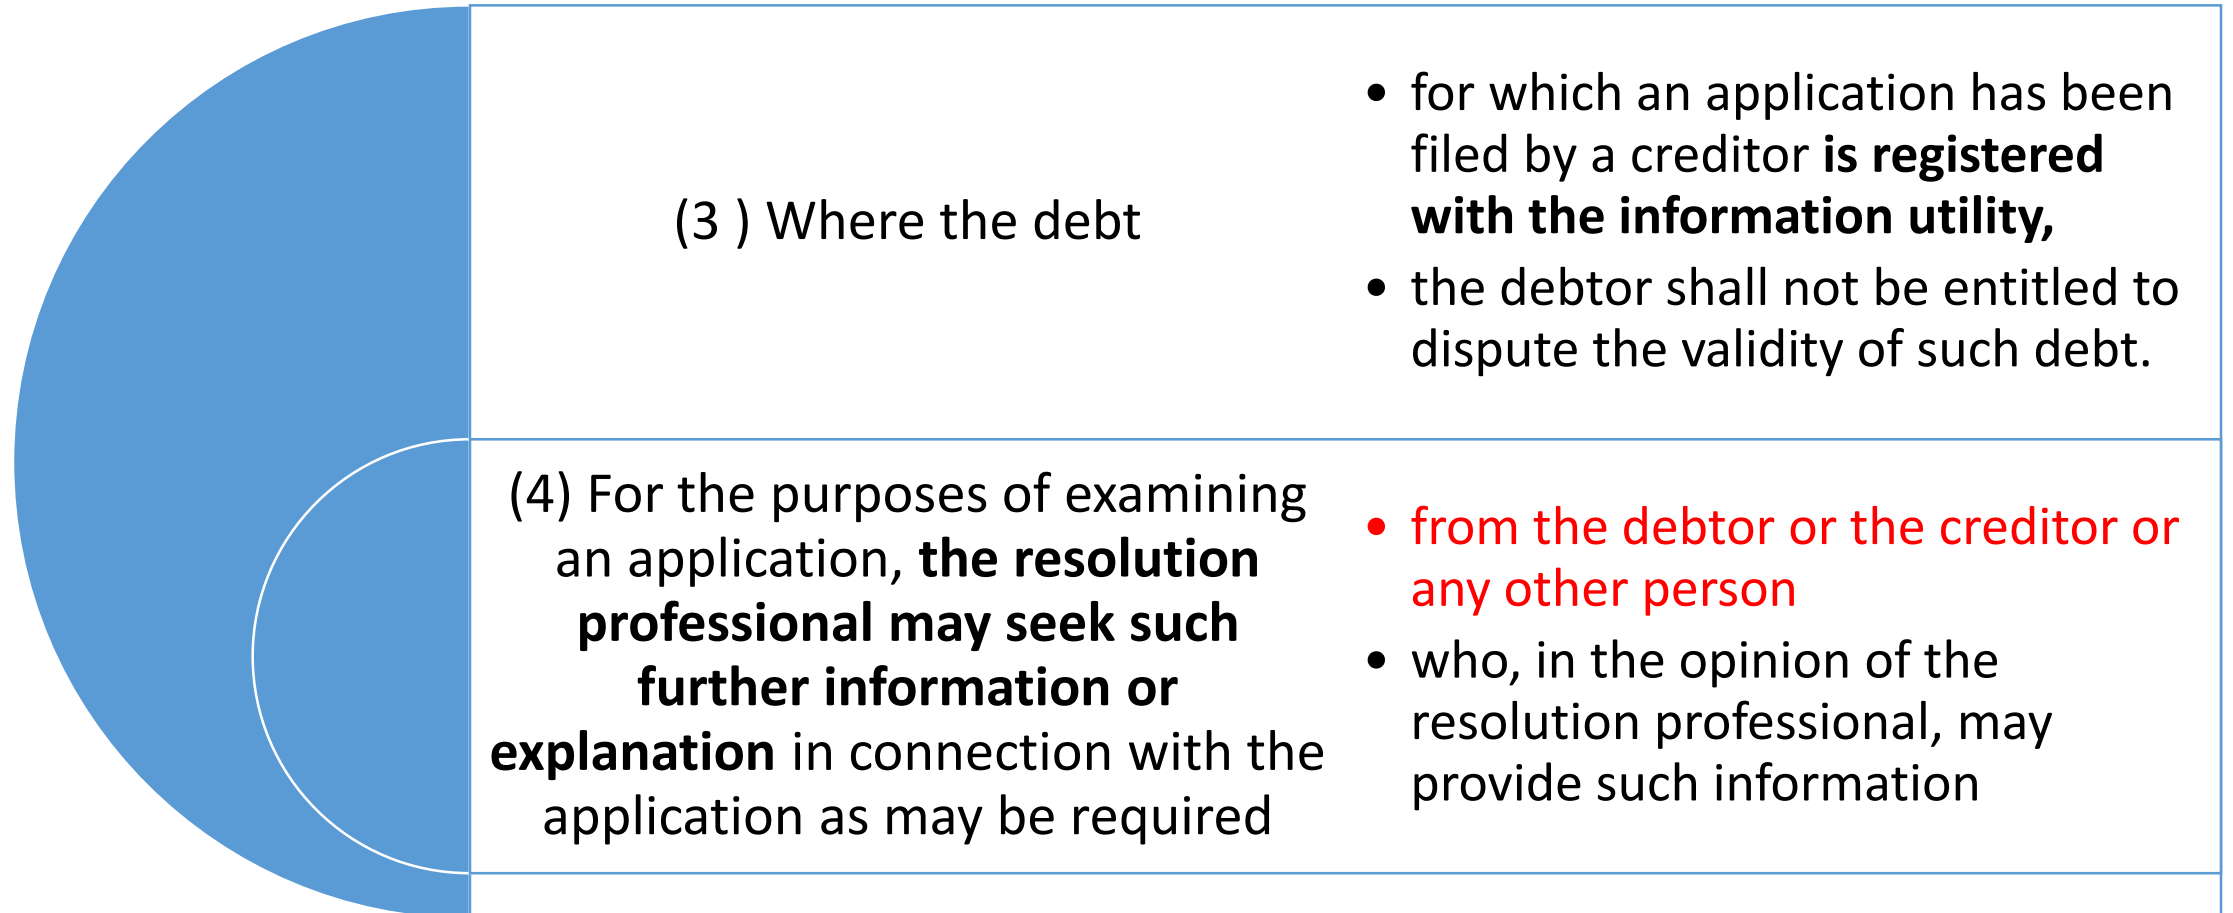 (3 ) Where the debt
• for which an application has been
filed by a creditor is registered
with the information utility,
• the debtor shall not be entitled to
dispute the validity of such debt.
(4) For the purposes of examining
an application, the resolution
professional may seek such
further information or
explanation in connection with the
application as may be required
• from the debtor or the creditor or
any other person
• who, in the opinion of the
resolution professional, may
provide such information